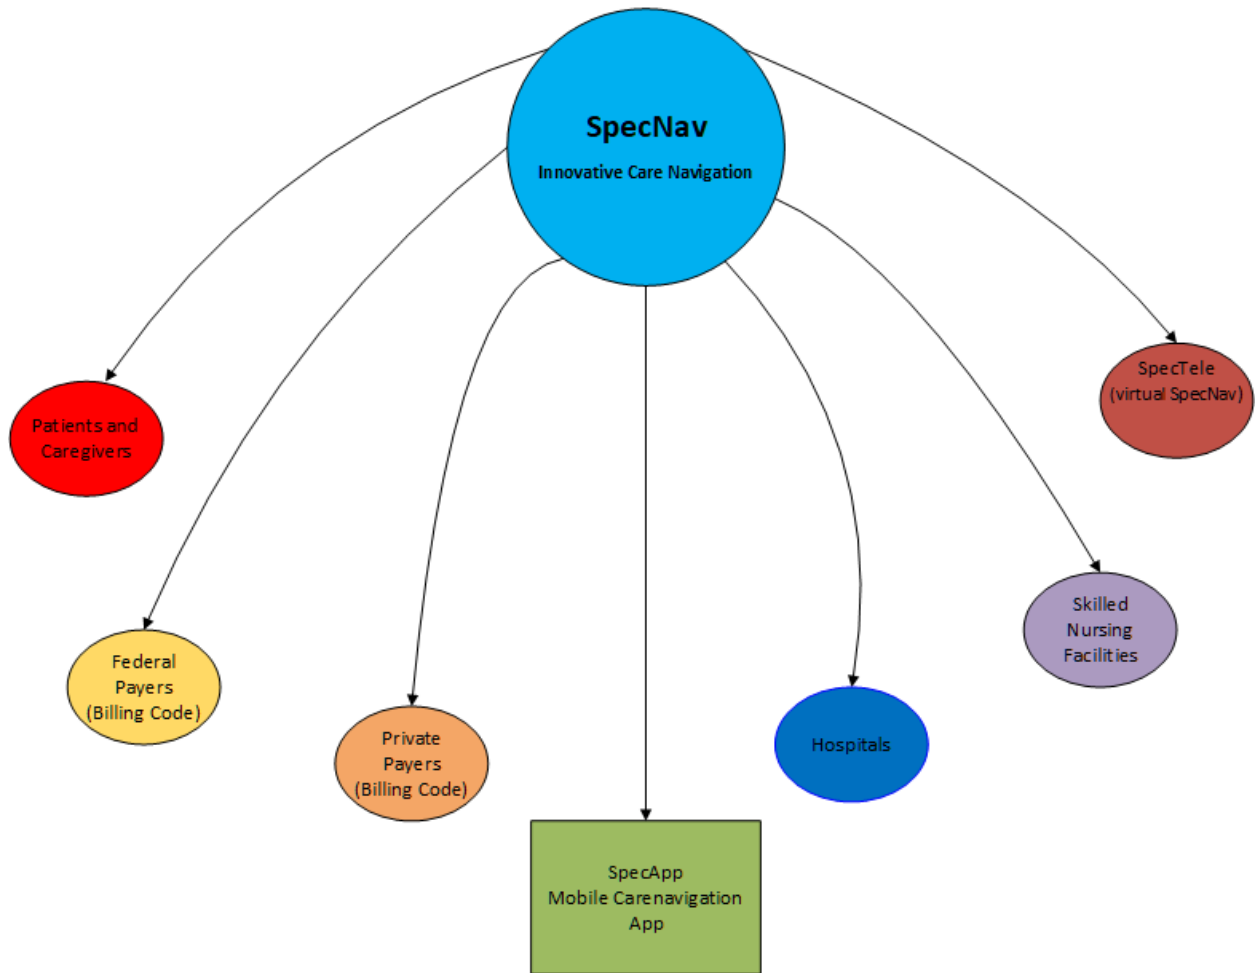 SpecNav
Innovative Care Navigation
SpecTele
(virtual SpecNav)
Patients and
Caregivers
Skilled
Nursing
Facilities
Federal
Payers
(Billing Code)
Private
Payers
(Billing Code)
Hospitals
SpecApp
Mobile Carenavigation
App